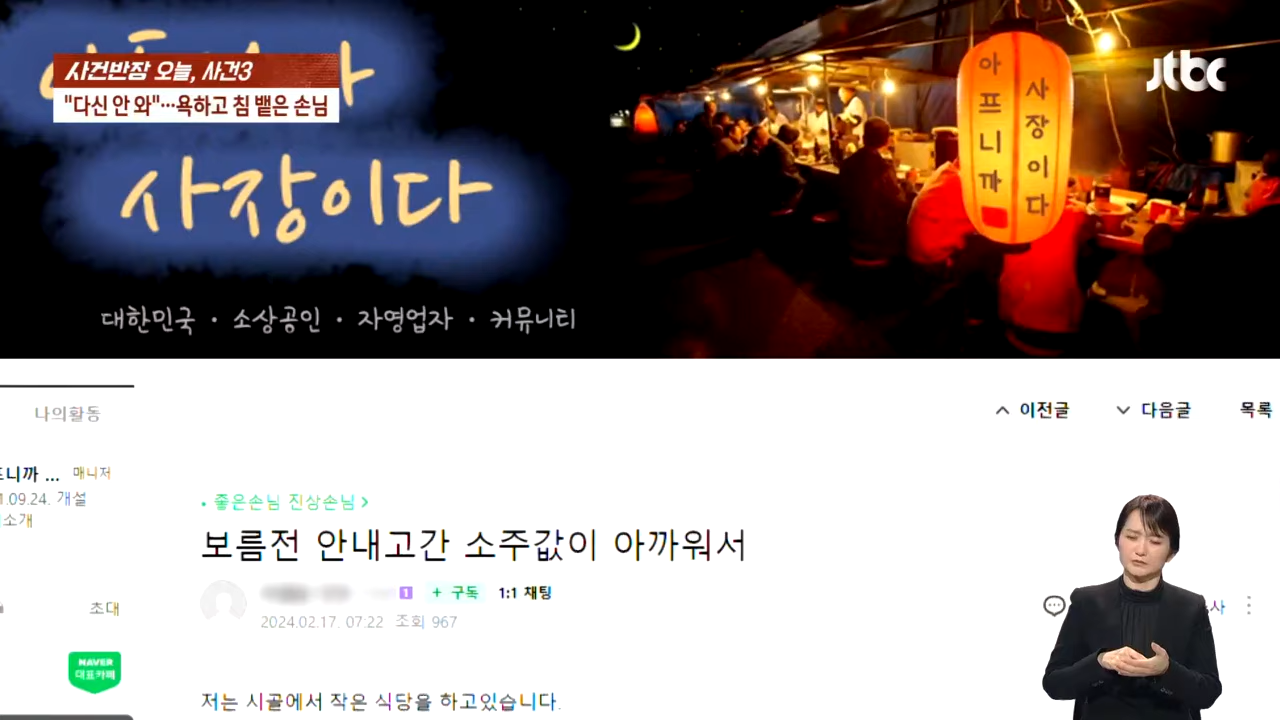 사건반장 오늘, 사건3
"다신 안 와"…욕하고 침 뱉은 손님
jtbc
사장이다
아프니까
사장이다
대한민국 · 소상공인 · 자영업자 · 커뮤니티
나의활동
이전글
다음글
목록
프니까 ... 매니저
.09.24. 개설
소개
• 좋은손님 진상손님 >
보름전 안내고간 소주값이 아까워서
1 + 구독 1:1 채팅
2024.02.17. 07:22 조회 967
초대
NAVER
대표카페
저는 시골에서 작은 식당을 하고있습니다.